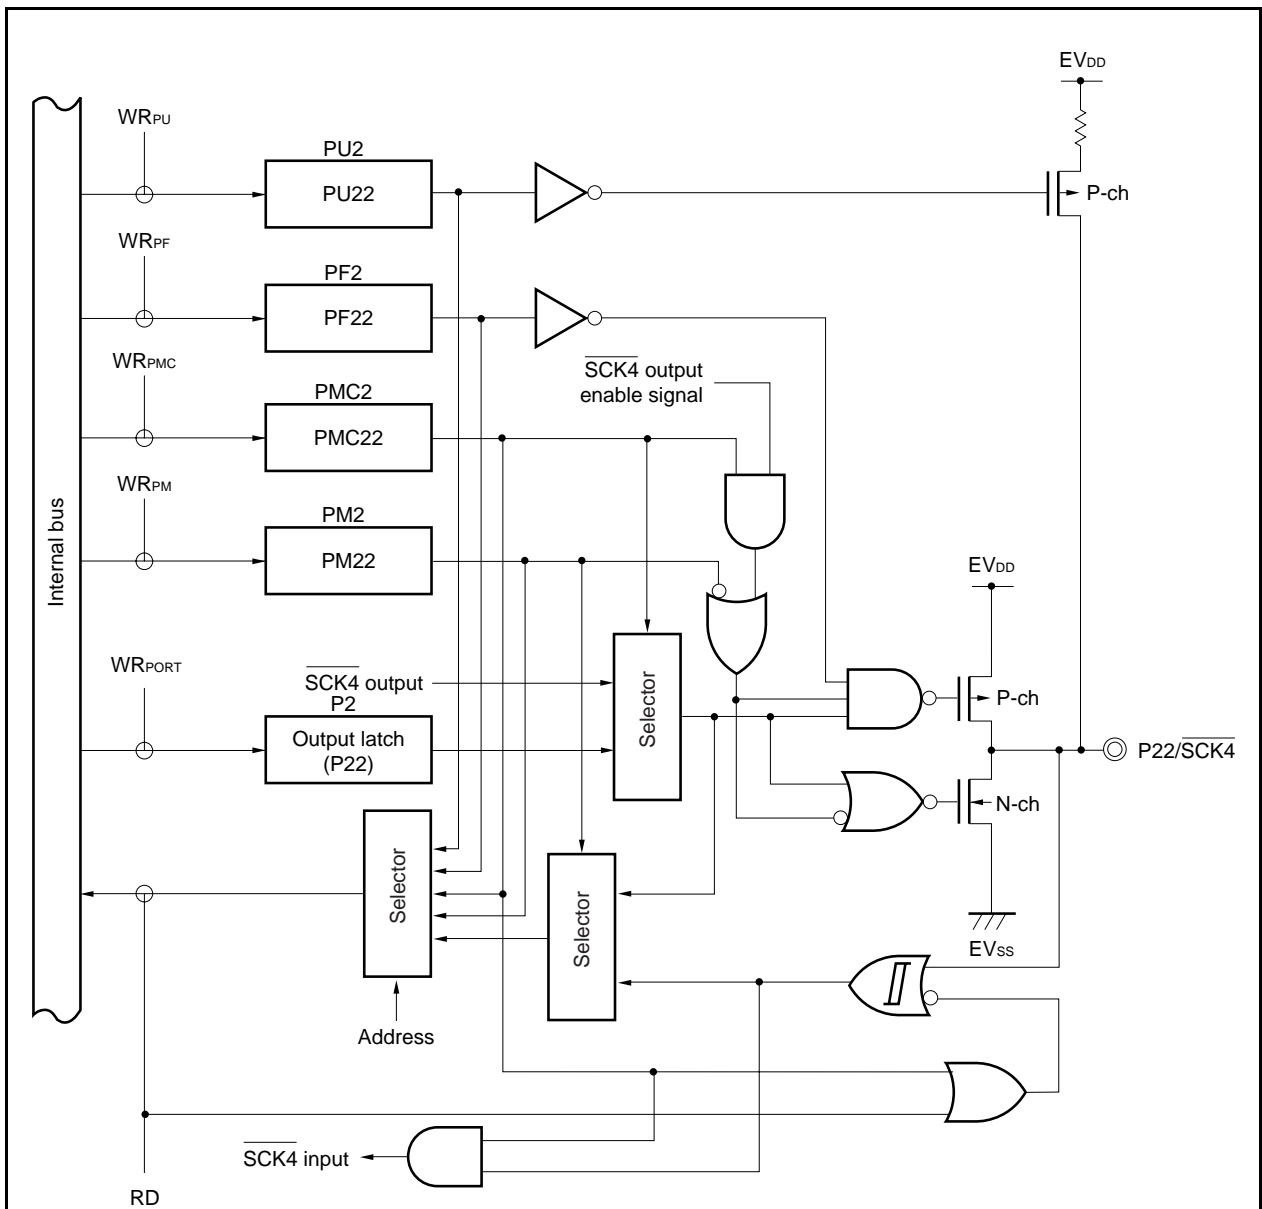 EVDD
WRPU
PU2
PU22
P-ch
WRPF
PF2
PF22
WRPMC
SCK4 output
enable signal
PMC2
PMC22
WRPM
PM2
PM22
Internal bus
EVDD
WRPORT
SCK4 output
P2
Output latch
(P22)
Selector
P-ch
P22/SCK4
N-ch
Selector
Selector
EVSS
Address
SCK4 input
RD